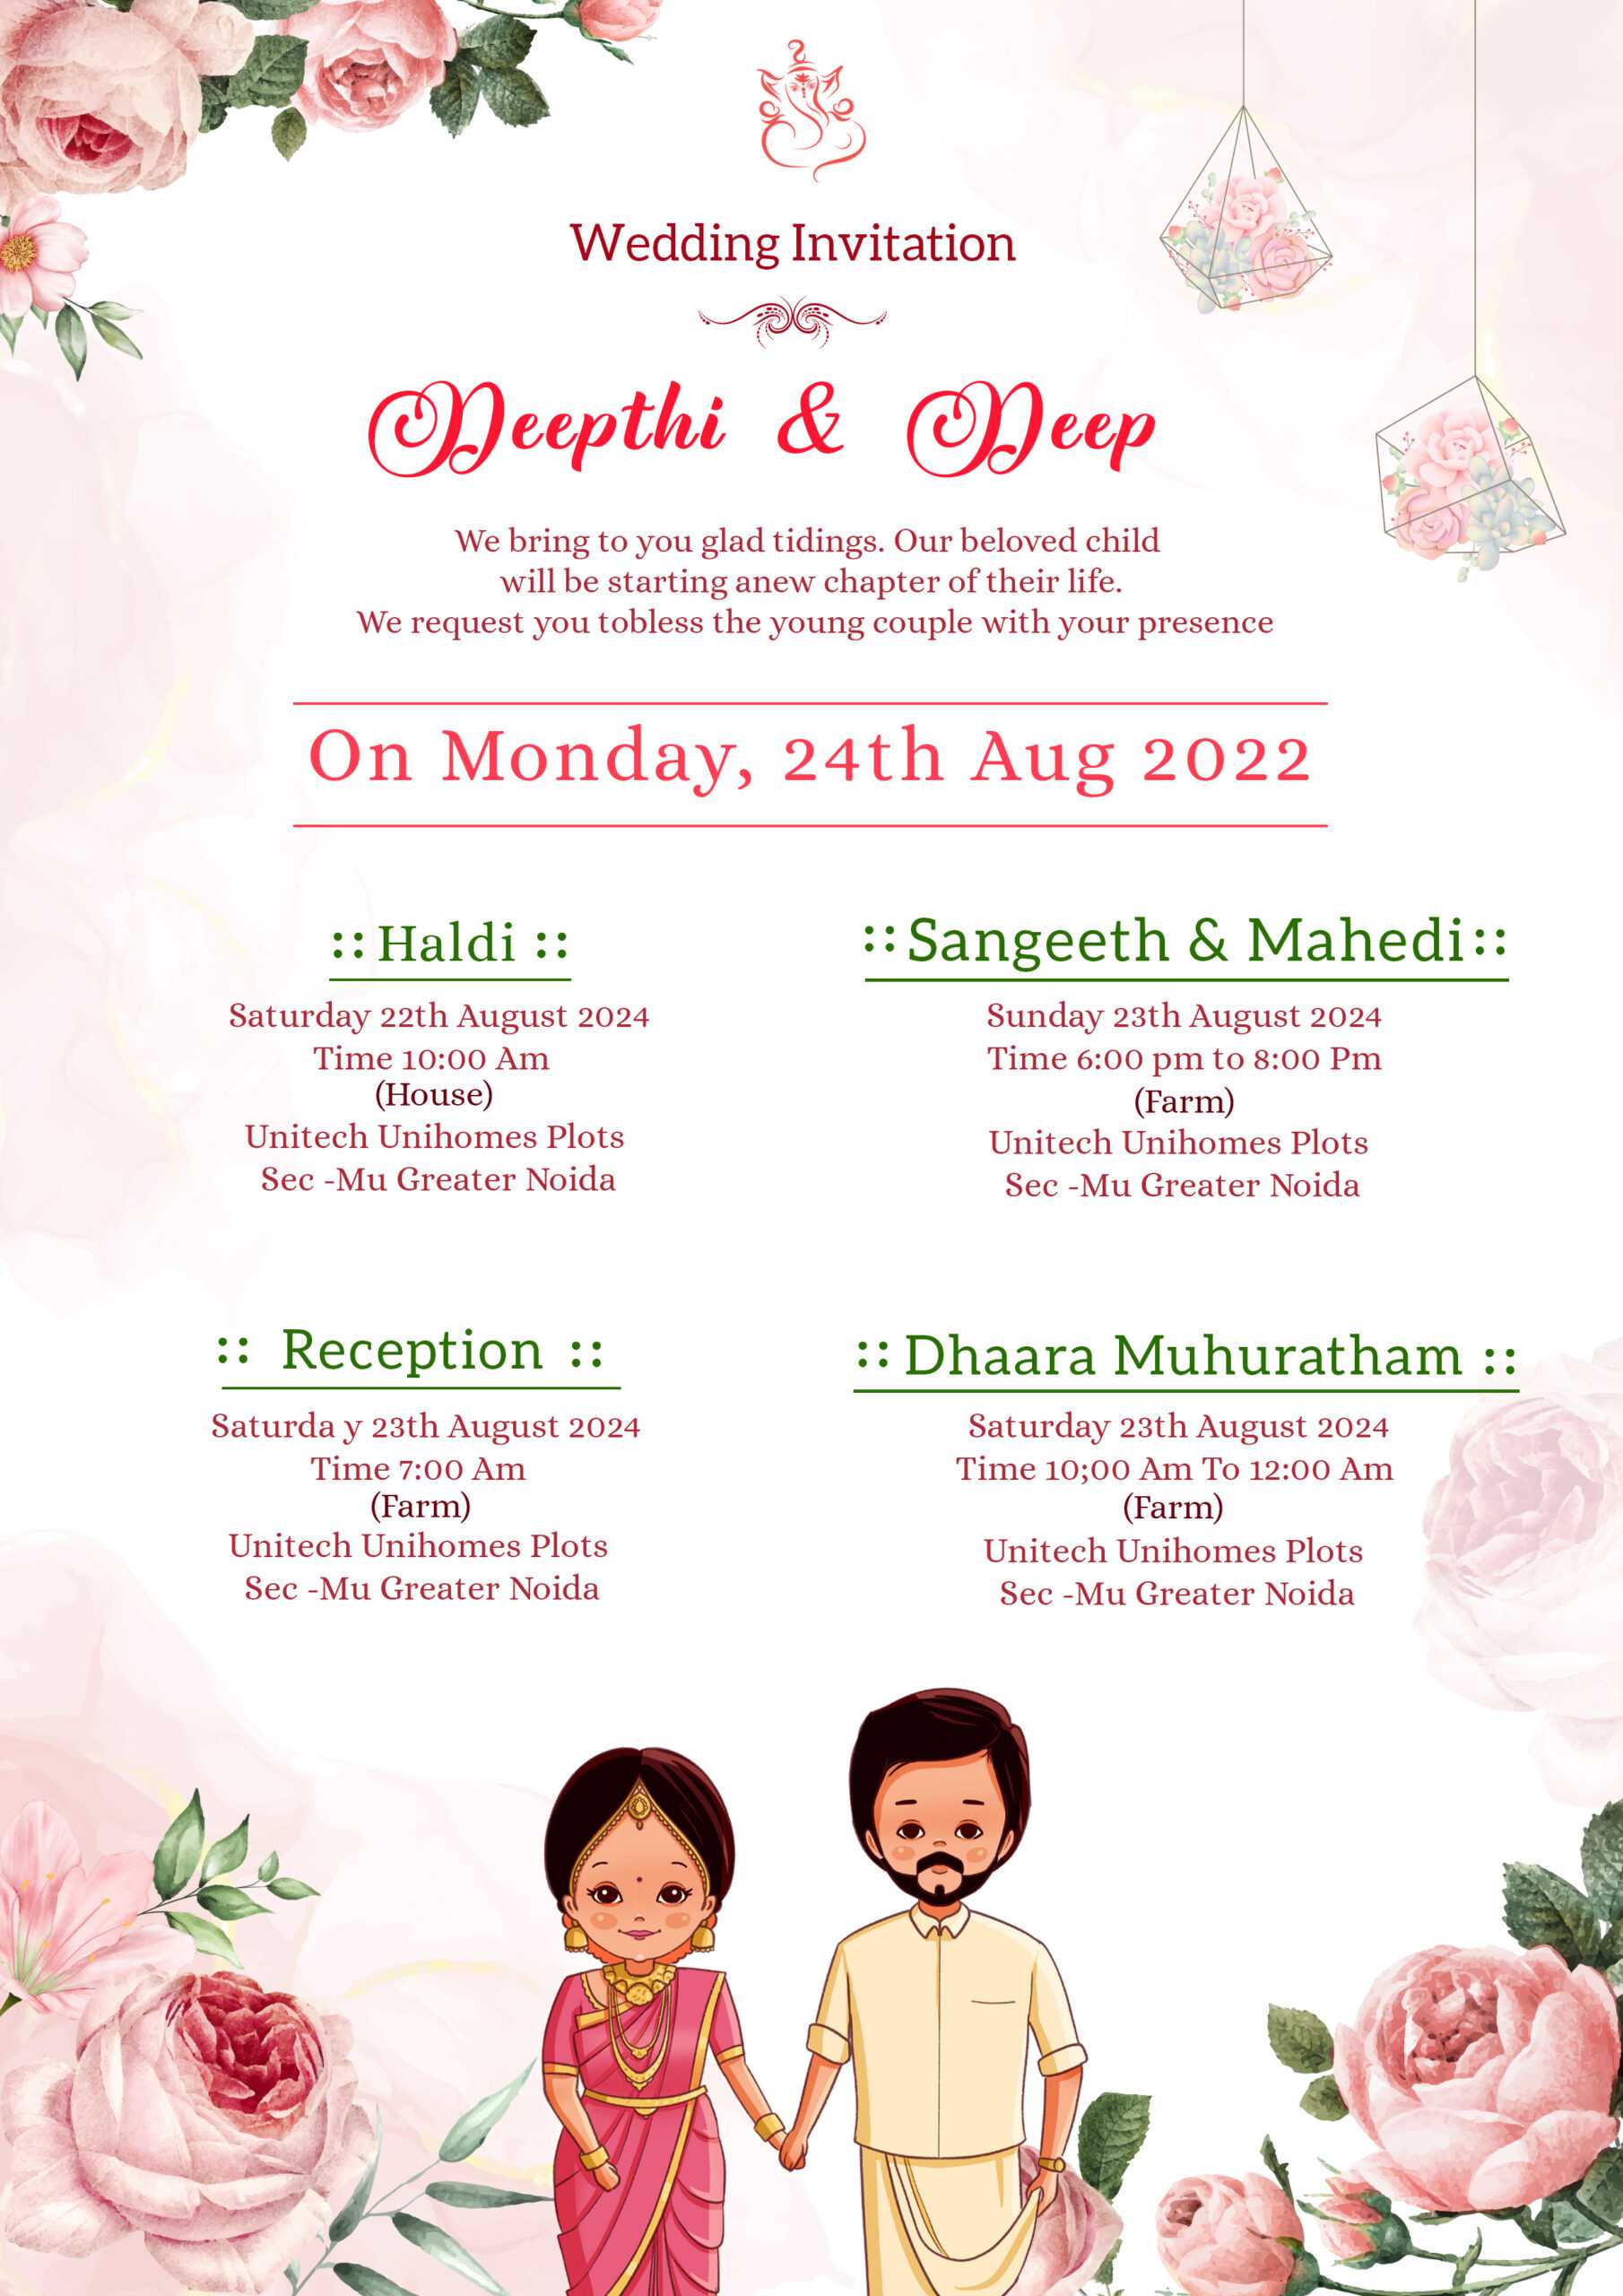 Wedding Invitation
Deepthi & Deep
We bring to you glad tidings. Our beloved child
will be starting anew chapter of their life.
We request you tobless the young couple with your presence
On Monday, 24th Aug 2022
:: Haldi ::
Saturday 22th August 2024
Time 10:00 Am
(House)
Unitech Unihomes Plots
Sec -Mu Greater Noida
:: Sangeeth & Mahedi ::
Sunday 23th August 2024
Time 6:00 pm to 8:00 Pm
(Farm)
Unitech Unihomes Plots
Sec -Mu Greater Noida
:: Reception ::
Saturda y 23th August 2024
Time 7:00 Am
(Farm)
Unitech Unihomes Plots
Sec -Mu Greater Noida
:: Dhaara Muhuratham ::
Saturday 23th August 2024
Time 10;00 Am To 12:00 Am
(Farm)
Unitech Unihomes Plots
Sec -Mu Greater Noida